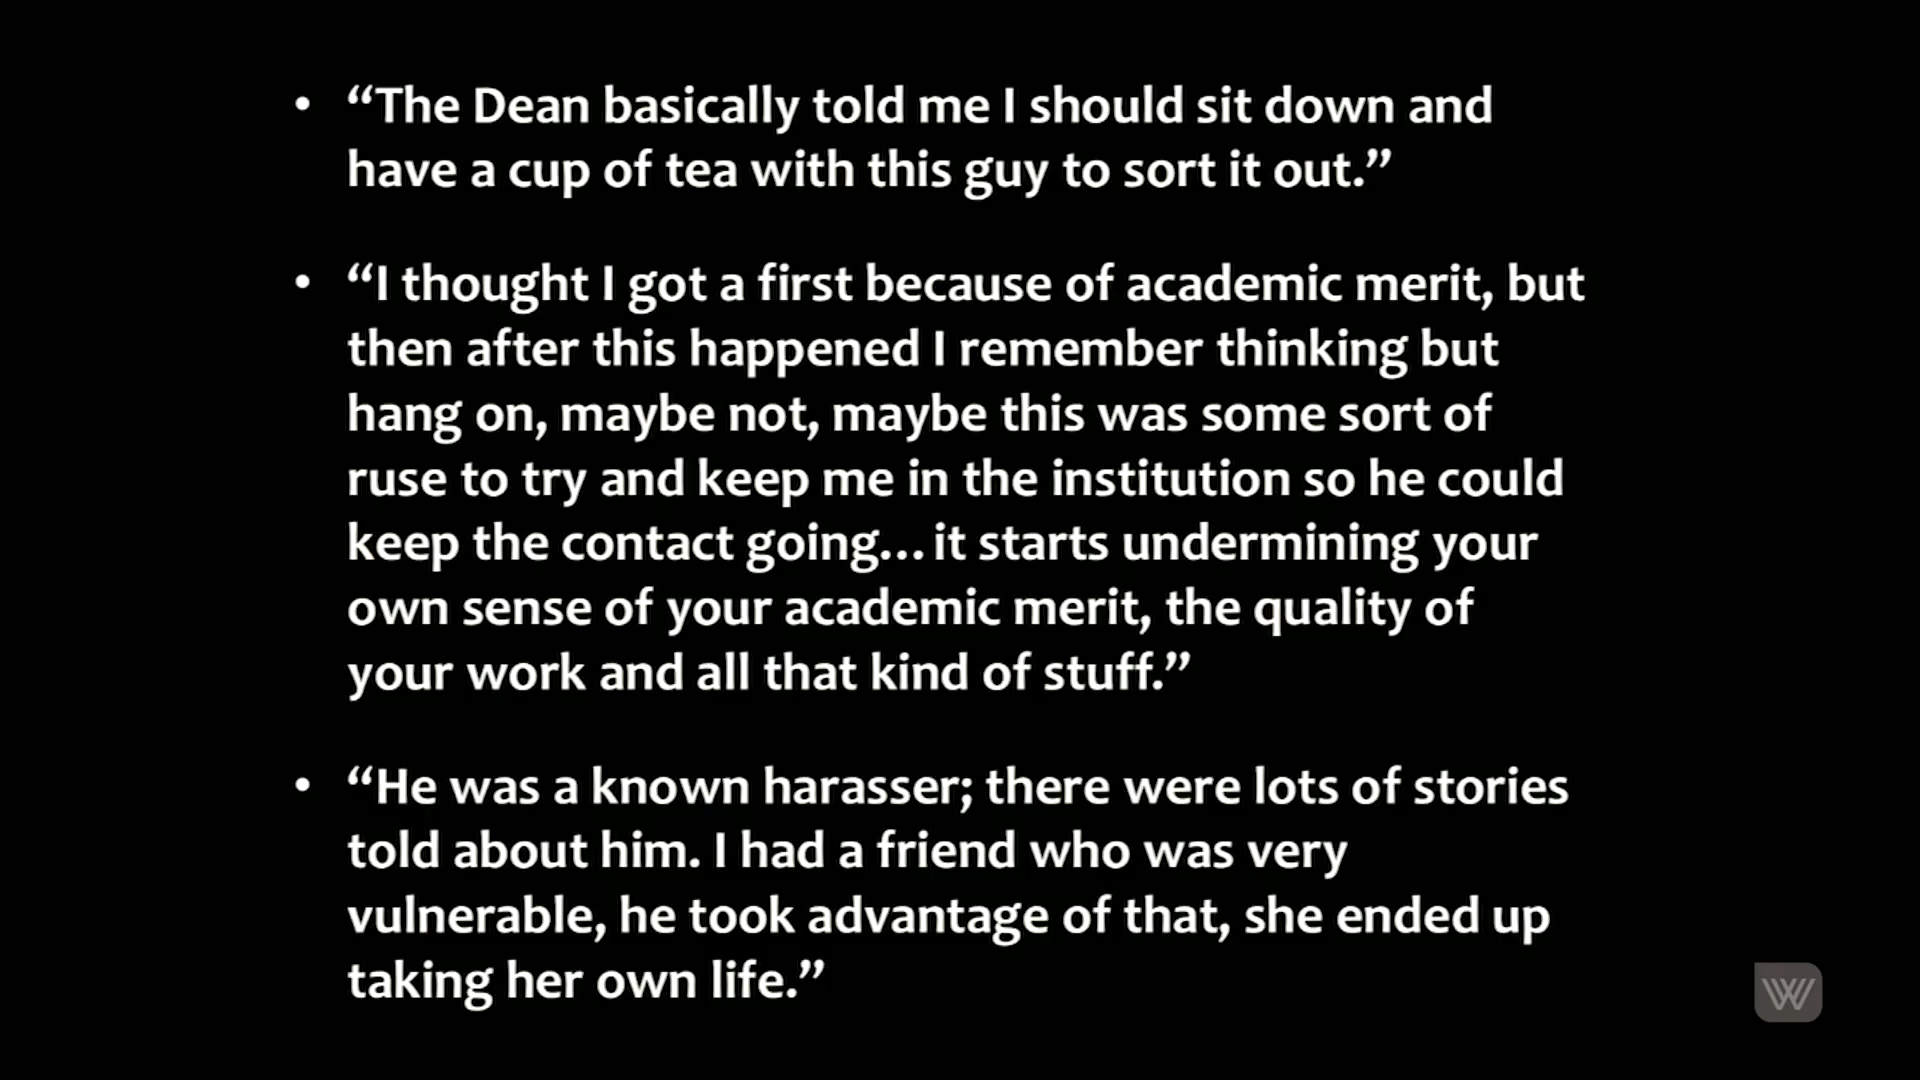 • “The Dean basically told me I should sit down and
have a cup of tea with this guy to sort it out.”
• “I thought I got a first because of academic merit, but
then after this happened I remember thinking but
hang on, maybe not, maybe this was some sort of
ruse to try and keep me in the institution so he could
keep the contact going… it starts undermining your
own sense of your academic merit, the quality of
your work and all that kind of stuff.”
• “He was a known harasser; there were lots of stories
told about him. I had a friend who was very
vulnerable, he took advantage of that, she ended up
taking her own life.”
W